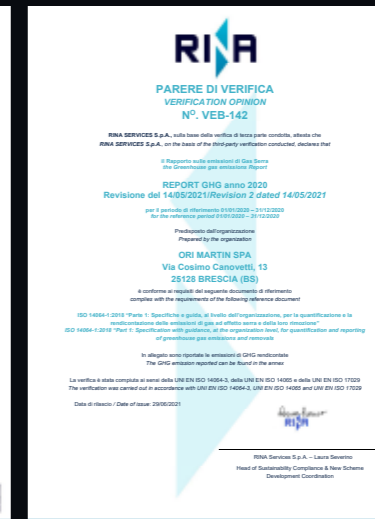 RINA
PARERE DI VERIFICA
VERIFICATION OPINION
N°. VEB-142
RINA SERVICES S.p.A., sulla base della verifica di terza parte condotta, attesta che
RINA SERVICES S.p.A., on the basis of the third-party verification conducted, declares that
il Rapporto sulle emissioni di Gas Serra
the Greenhouse gas emissions Report
REPORT GHG anno 2020
Revisione del 14/05/2021/Revision 2 dated 14/05/2021
per il periodo di riferimento 01/01/2020 – 31/12/2020
for the reference period 01/01/2020 – 31/12/2020
Predisposto dall'organizzazione
Prepared by the organization
ORI MARTIN SPA
Via Cosimo Canovetti, 13
25128 BRESCIA (BS)
è conforme ai requisiti del seguente documento di riferimento
complies with the requirements of the following reference document
ISO 14064-1:2018 "Parte 1: Specifiche e guida, al livello dell'organizzazione, per la quantificazione e la
rendicontazione delle emissioni di gas ad effetto serra e della loro rimozione"
ISO 14064-1:2018 "Part 1: Specification with guidance, at the organization level, for quantification and reporting
of greenhouse gas emissions and removals
In allegato sono riportate le emissioni di GHG rendicontate
The GHG emission reported can be found in the annex
La verifica è stata compiuta ai sensi della UNI EN ISO 14064-3, della UNI EN ISO 14065 e della UNI EN ISO 17029
The verification was carried out in accordance with UNI EN ISO 14064-3, UNI EN ISO 14065 and UNI EN ISO 17029
Data di rilascio / Date of issue: 29/06/2021
RINA
RINA Services S.p.A. – Laura Severino
Head of Sustainability Compliance & New Scheme
Development Coordination